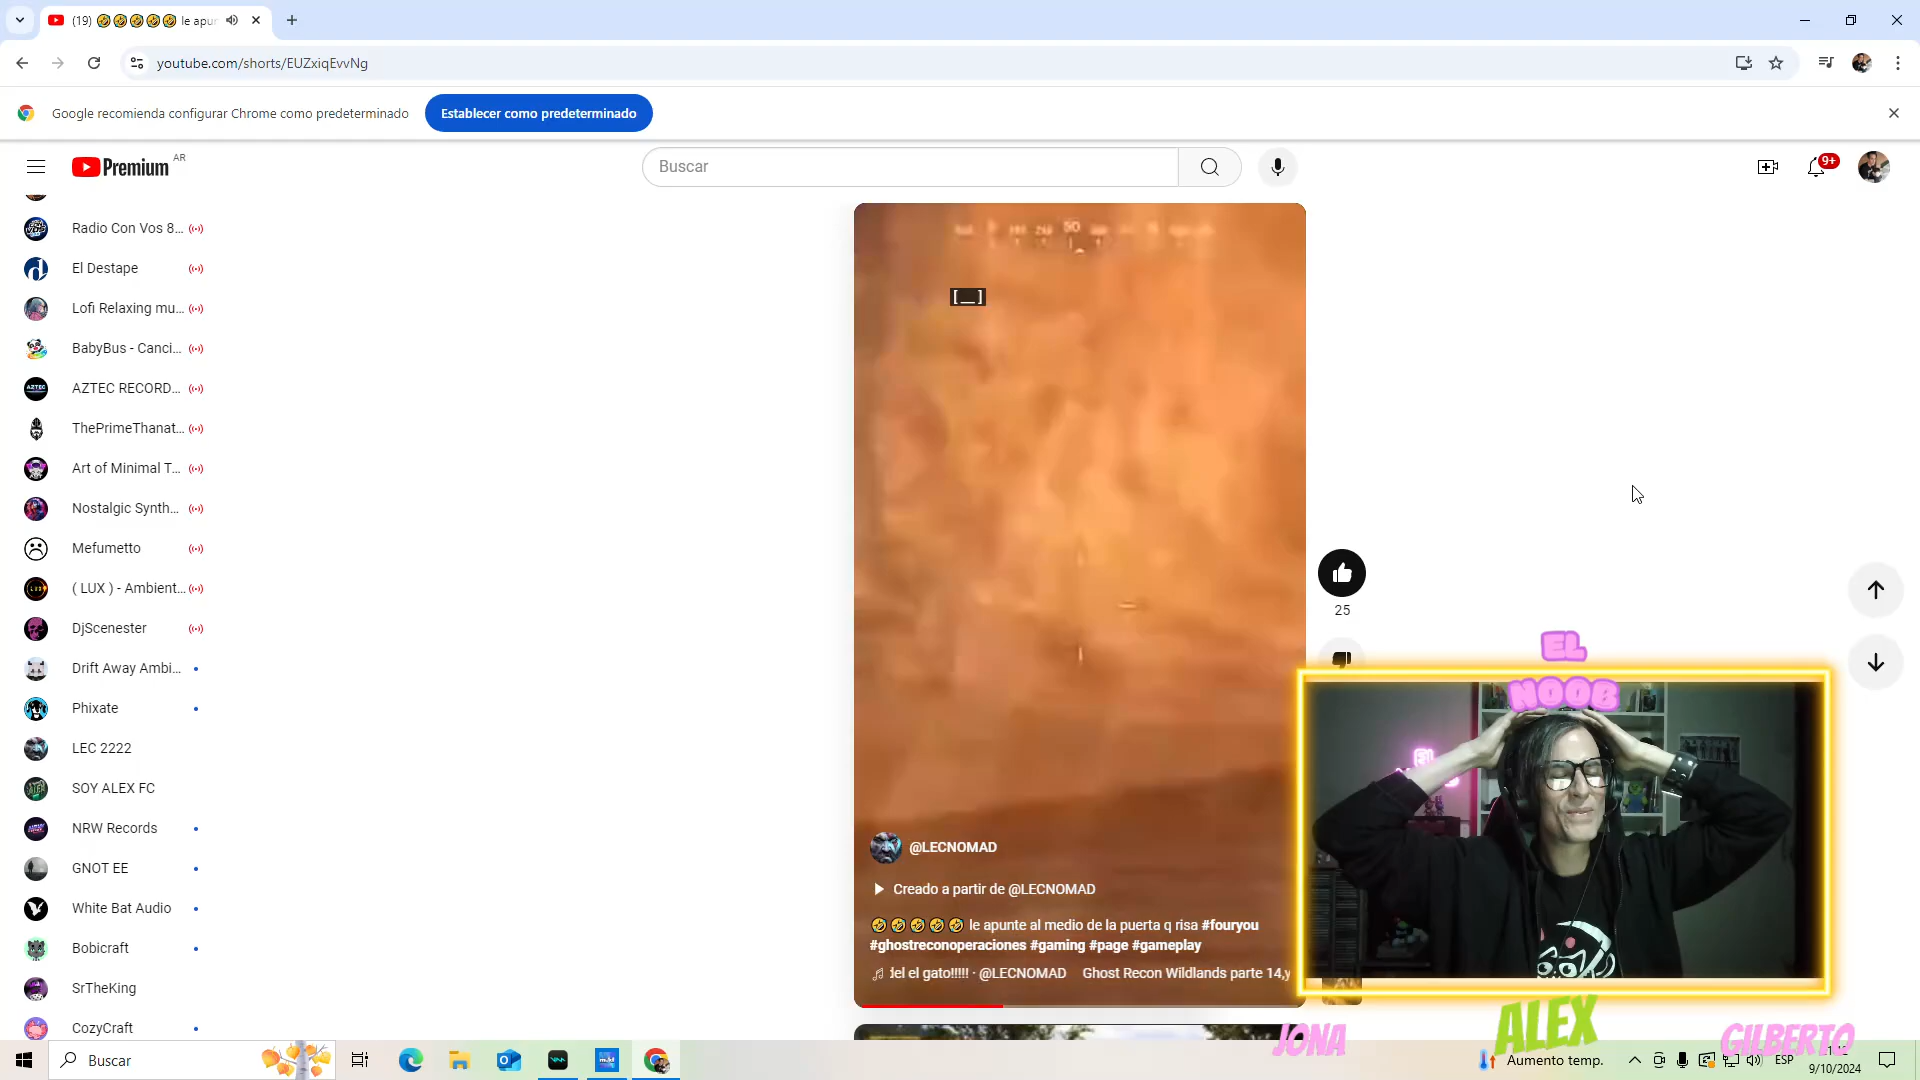 (19) 🤣🤣🤣🤣🤣 le apun
youtube.com/shorts/EUZxiqEvvNg
Google recomienda configurar Chrome como predeterminado
Establecer como predeterminado
Premium AR
Buscar
9+
Radio Con Vos 8...
El Destape
Lofi Relaxing mu...
BabyBus - Canci...
AZTEC RECORD...
ThePrimeThanat...
Art of Minimal T...
Nostalgic Synth...
Mefumetto
( LUX ) - Ambient...
DjScenester
Drift Away Ambi...
Phixate
LEC 2222
SOY ALEX FC
NRW Records
GNOT EE
White Bat Audio
Bobicraft
SrTheKing
CozyCraft
50
[__]
25
@LECNOMAD
Creado a partir de @LECNOMAD
🤣🤣🤣🤣🤣 le apunte al medio de la puerta q risa #fouryou
#ghostreconoperaciones #gaming #page #gameplay
del el gato!!!!! · @LECNOMAD Ghost Recon Wildlands parte 14,y
EL
NOOB
JONA
ALEX
GILBERTO
Buscar
Aumento temp.
ESP
9/10/2024